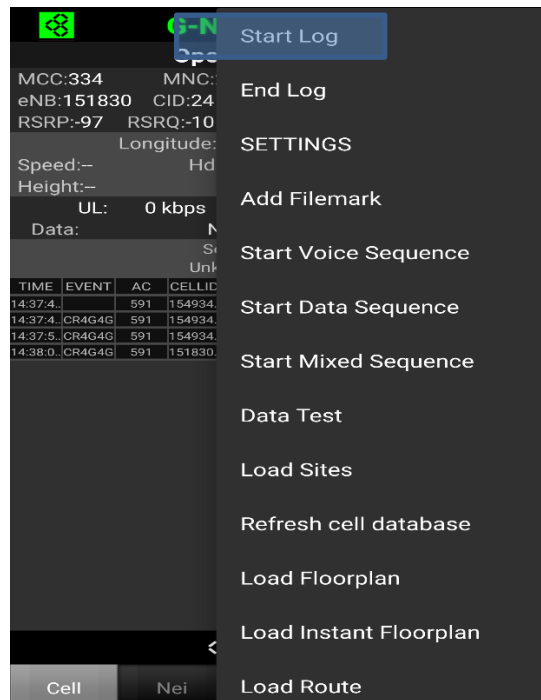 G-N
Start Log
Ope
MCC:334 MNC:
End Log
eNB:151830 CID:24
RSRP:-97 RSRQ:-10
Longitude:
SETTINGS
Speed:-- Hd
Height:--
Add Filemark
UL: 0 kbps
Data: N
Start Voice Sequence
Unk
TIME EVENT AC CELLID
14:37:4.. 591 154934.
Start Data Sequence
14:37:4.. CR4G4G 591 154934.
14:37:5.. CR4G4G 591 154934.
14:38:0.. CR4G4G 591 151830.
Start Mixed Sequence
Data Test
Load Sites
Refresh cell database
Load Floorplan
Load Instant Floorplan
Cell Nei
Load Route